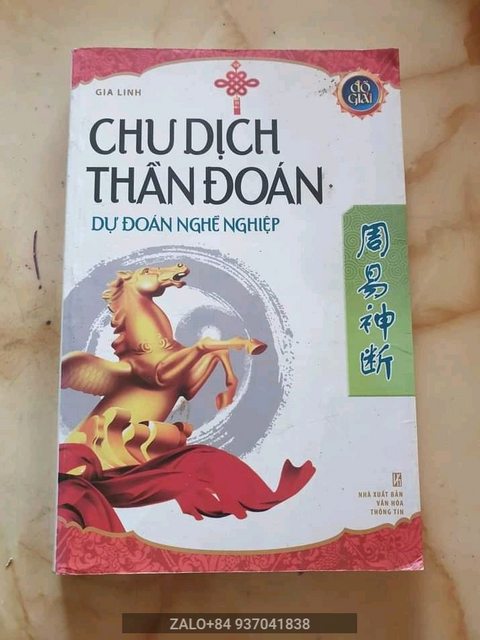 GIA LINH
ĐỒ
GIẢI
CHU DỊCH
THẦN ĐOÁN
DỰ ĐOÁN NGHỀ NGHIỆP
周易神断
NHÀ XUẤT BẢN
VĂN HÓA
THÔNG TIN
ZALO+84 937041838